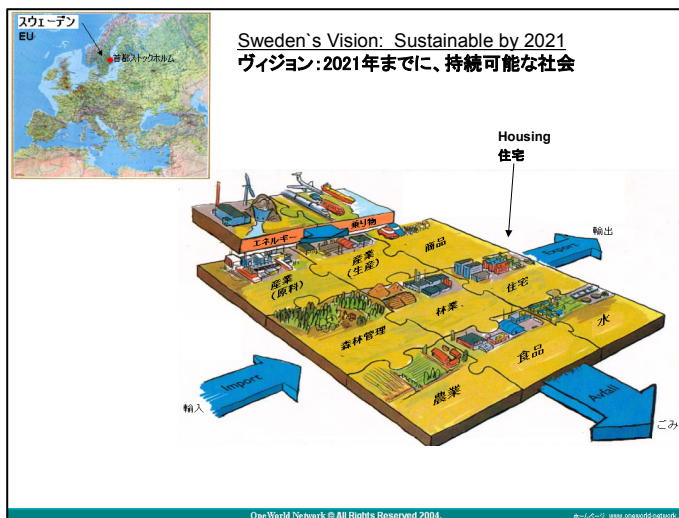 スウェーデン
EU
首都ストックホルム
Sweden`s Vision: Sustainable by 2021
ヴィジョン：2021年までに、持続可能な社会
Housing
住宅
エネルギー
乗り物
産業
(原料)
産業
(生産)
商品
輸出
Export
住宅
林業
森林管理
水
食品
農業
Import
輸入
Avfall
ごみ
One World Network © All Rights Reserved 2004.
ホームページ www.oneworld-network